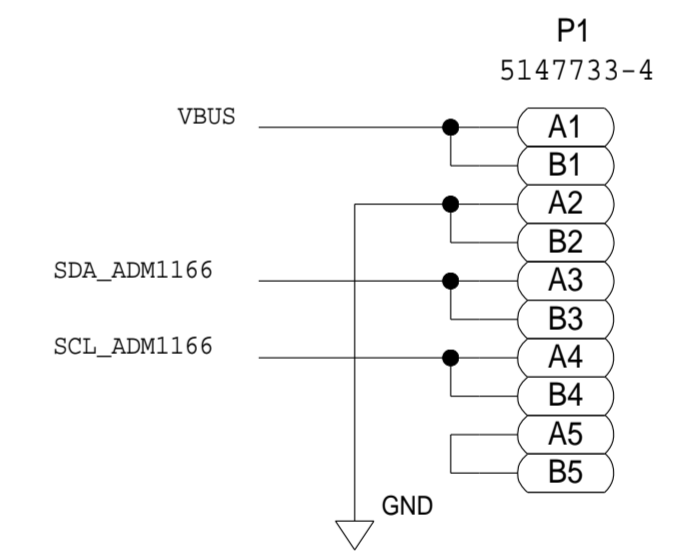 P1
5147733-4
VBUS
A1
B1
A2
B2
SDA_ADM1166
A3
B3
SCL_ADM1166
A4
B4
A5
B5
GND